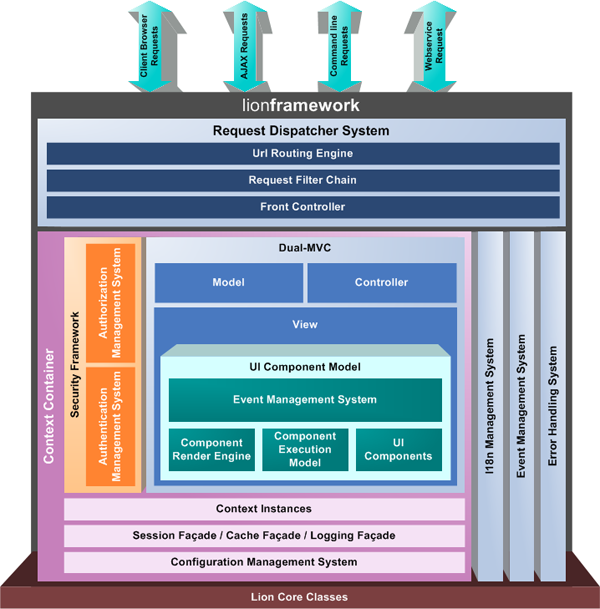 Client Browser
Requests
AJAX Requests
Command line
Requests
Webservice
Request
lionframework
Request Dispatcher System
Url Routing Engine
Request Filter Chain
Front Controller
Context Container
Security Framework
Authorization
Management System
Authentication
Management System
Dual-MVC
Model
Controller
View
UI Component Model
Event Management System
Component
Render Engine
Component
Execution
Model
UI
Components
I18n Management System
Event Management System
Error Handling System
Context Instances
Session Façade / Cache Façade / Logging Façade
Configuration Management System
Lion Core Classes